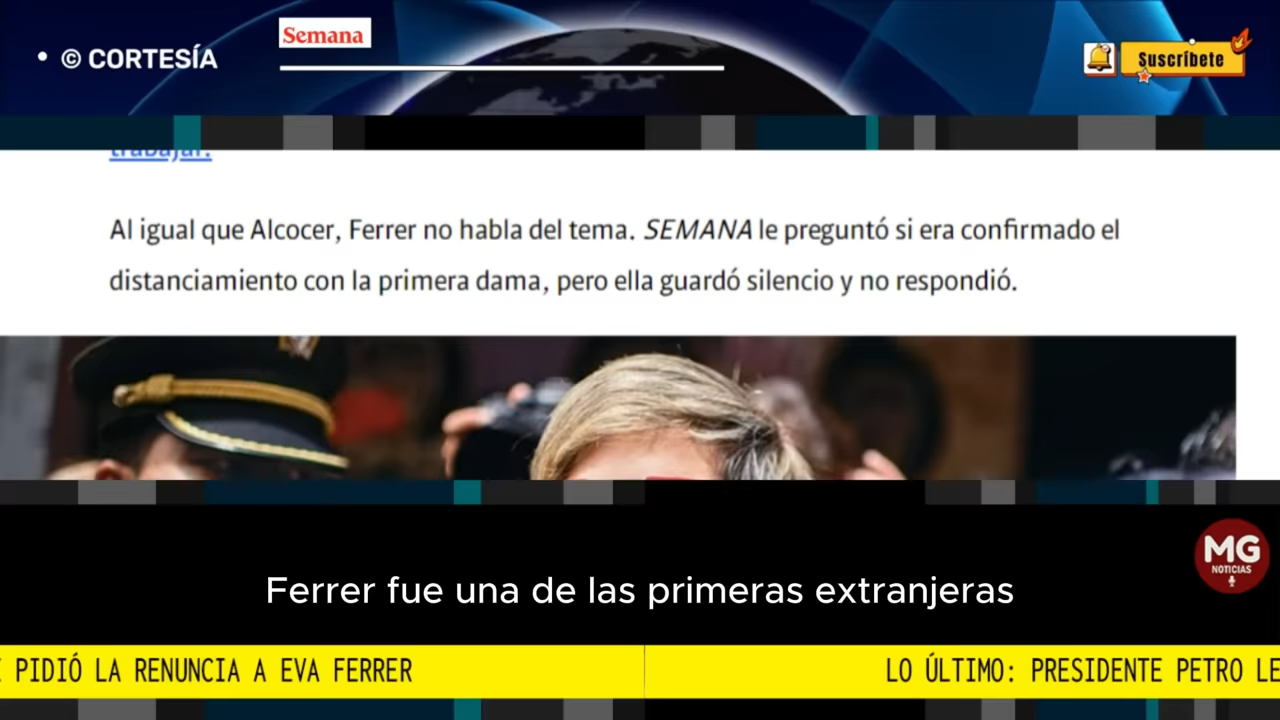 • © CORTESÍA
Semana
Suscríbete
trabajar.
Al igual que Alcocer, Ferrer no habla del tema. SEMANA le preguntó si era confirmado el
distanciamiento con la primera dama, pero ella guardó silencio y no respondió.
MG
NOTICIAS
Ferrer fue una de las primeras extranjeras
PIDIÓ LA RENUNCIA A EVA FERRER
LO ÚLTIMO: PRESIDENTE PETRO LE